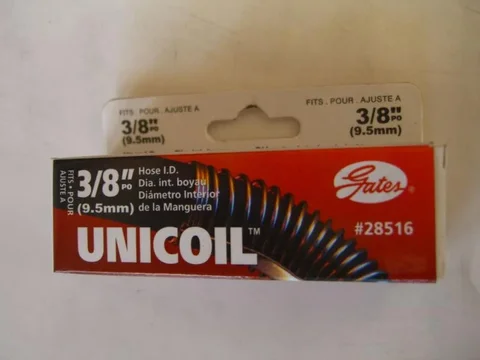 FITS . POUR . AJUSTE A
3/8" PO
(9.5mm)
FITS . POUR . AJUSTE A
3/8" PO
(9.5mm)
FITS • POUR
AJUSTE A
3/8" PO
(9.5mm)
Hose I.D.
Dia. int. boyau
Diámetro Interior
de la Manguera
UNICOIL™
Gates
#28516